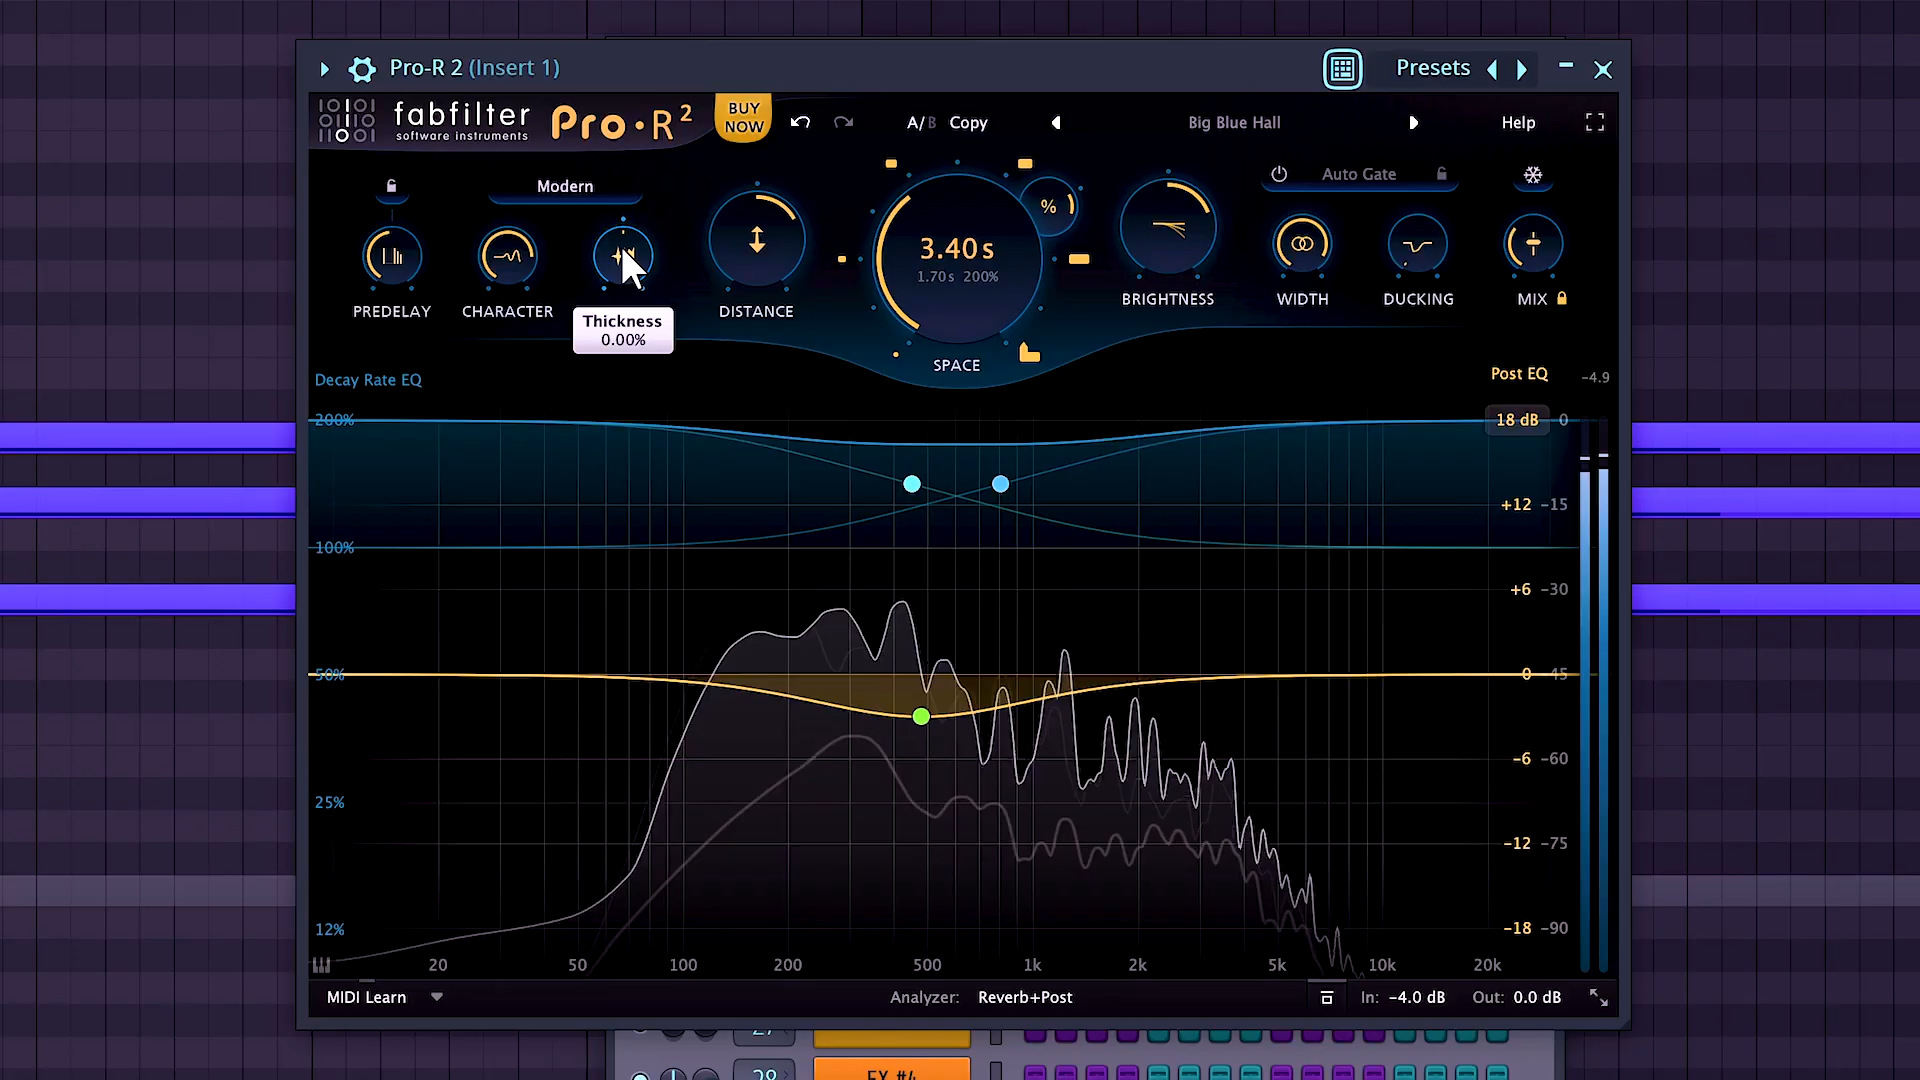 Pro-R 2 (Insert 1)
Presets
fabfilter
software instruments
Pro·R 2
BUY
NOW
A/B
Copy
Big Blue Hall
Help
Modern
Auto Gate
%
3.40s
1.70s 200%
PREDELAY
CHARACTER
Thickness
0.00%
DISTANCE
SPACE
BRIGHTNESS
WIDTH
DUCKING
MIX
Decay Rate EQ
Post EQ
-4.9
200%
18 dB
0
+12
-15
100%
+6
-30
50%
0
-45
-6
-60
25%
-12
-75
12%
-18
-90
20
50
100
200
500
1k
2k
5k
10k
20k
MIDI Learn
Analyzer:
Reverb+Post
In:
-4.0 dB
Out:
0.0 dB
27
28
FX #4